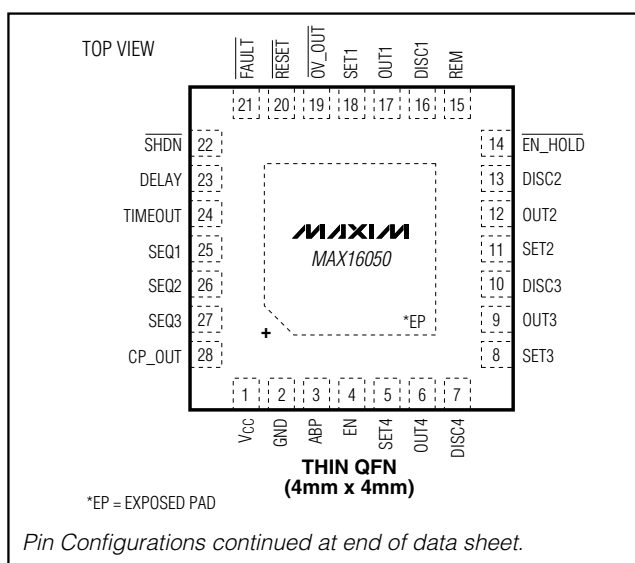 TOP VIEW
FAULT
RESET
OV_OUT
SET1
OUT1
DISC1
REM
21 20 19 18 17 16 15
SHDN 22
DELAY 23
TIMEOUT 24
SEQ1 25
SEQ2 26
SEQ3 27
CP_OUT 28
MAXIM
MAX16050
*EP
+
14 EN_HOLD
13 DISC2
12 OUT2
11 SET2
10 DISC3
9 OUT3
8 SET3
1 2 3 4 5 6 7
VCC
GND
ABP
EN
SET4
OUT4
DISC4
THIN QFN
(4mm x 4mm)
*EP = EXPOSED PAD
Pin Configurations continued at end of data sheet.